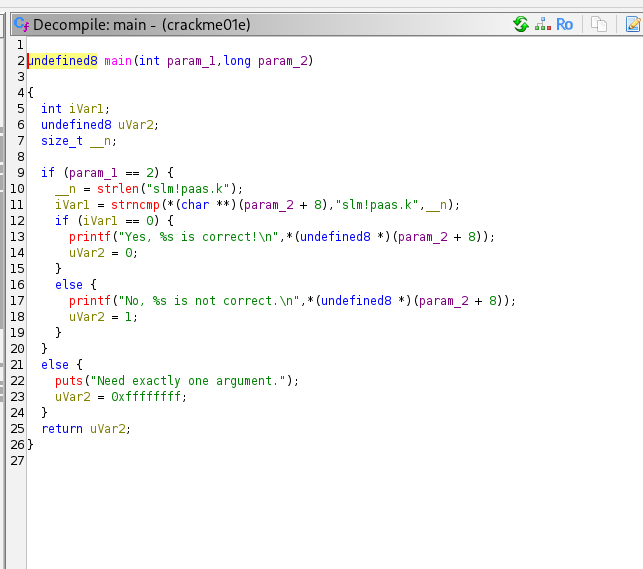 Decompile: main - (crackme01e)
Ro
1
2 undefined8 main(int param_1,long param_2)
3
4 {
5   int iVar1;
6   undefined8 uVar2;
7   size_t __n;
8
9   if (param_1 == 2) {
10     __n = strlen("slm!paas.k");
11     iVar1 = strncmp(*(char **)(param_2 + 8),"slm!paas.k",__n);
12     if (iVar1 == 0) {
13       printf("Yes, %s is correct!\n",*(undefined8 *)(param_2 + 8));
14       uVar2 = 0;
15     }
16     else {
17       printf("No, %s is not correct.\n",*(undefined8 *)(param_2 + 8));
18       uVar2 = 1;
19     }
20   }
21   else {
22     puts("Need exactly one argument.");
23     uVar2 = 0xffffffff;
24   }
25   return uVar2;
26 }
27